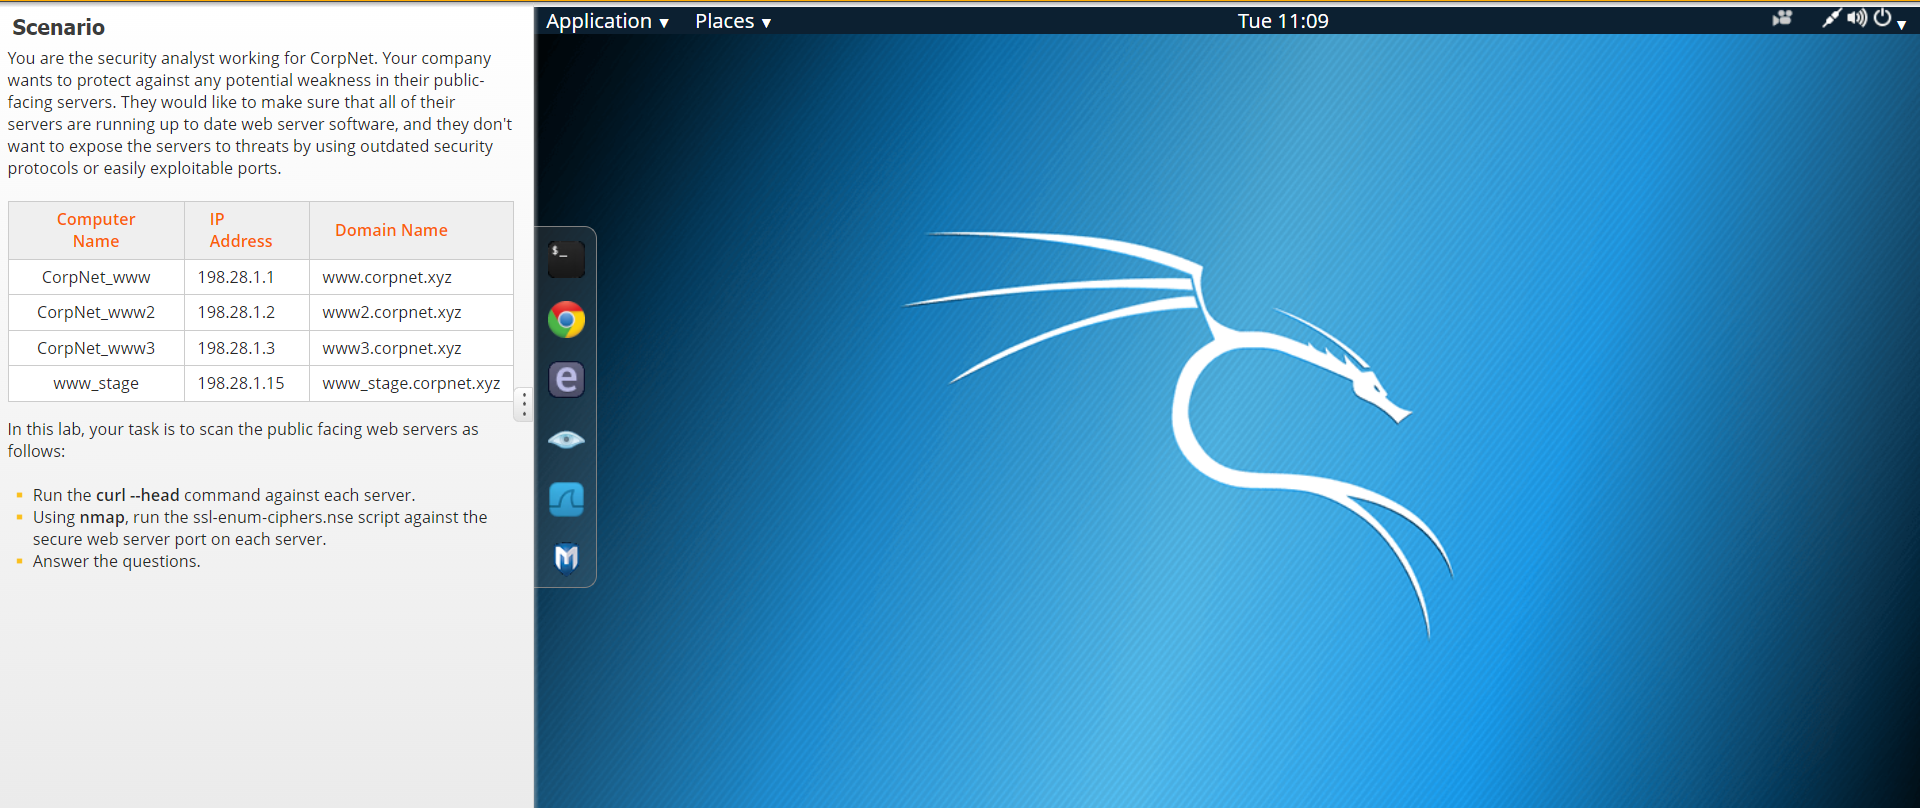 Scenario
You are the security analyst working for CorpNet. Your company
wants to protect against any potential weakness in their public-
facing servers. They would like to make sure that all of their
servers are running up to date web server software, and they don't
want to expose the servers to threats by using outdated security
protocols or easily exploitable ports.
Computer Name IP Address Domain Name
CorpNet_www 198.28.1.1 www.corpnet.xyz
CorpNet_www2 198.28.1.2 www2.corpnet.xyz
CorpNet_www3 198.28.1.3 www3.corpnet.xyz
www_stage 198.28.1.15 www_stage.corpnet.xyz
In this lab, your task is to scan the public facing web servers as
follows:
Run the curl --head command against each server.
Using nmap, run the ssl-enum-ciphers.nse script against the
secure web server port on each server.
Answer the questions.
Application Places Tue 11:09
$_
e
M